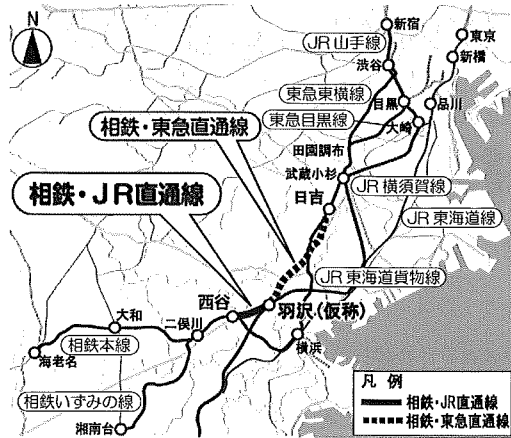 N
新宿
JR山手線
東京
渋谷
新橋
東急東横線
目黒
品川
相鉄・東急直通線
東急目黒線
大崎
田園調布
武蔵小杉
相鉄・JR直通線
日吉
JR横須賀線
JR東海道線
JR東海道貨物線
西谷
羽沢(仮称)
大和
二俣川
横浜
相鉄本線
海老名
相鉄いずみの線
湘南台
凡 例
相鉄・JR直通線
相鉄・東急直通線